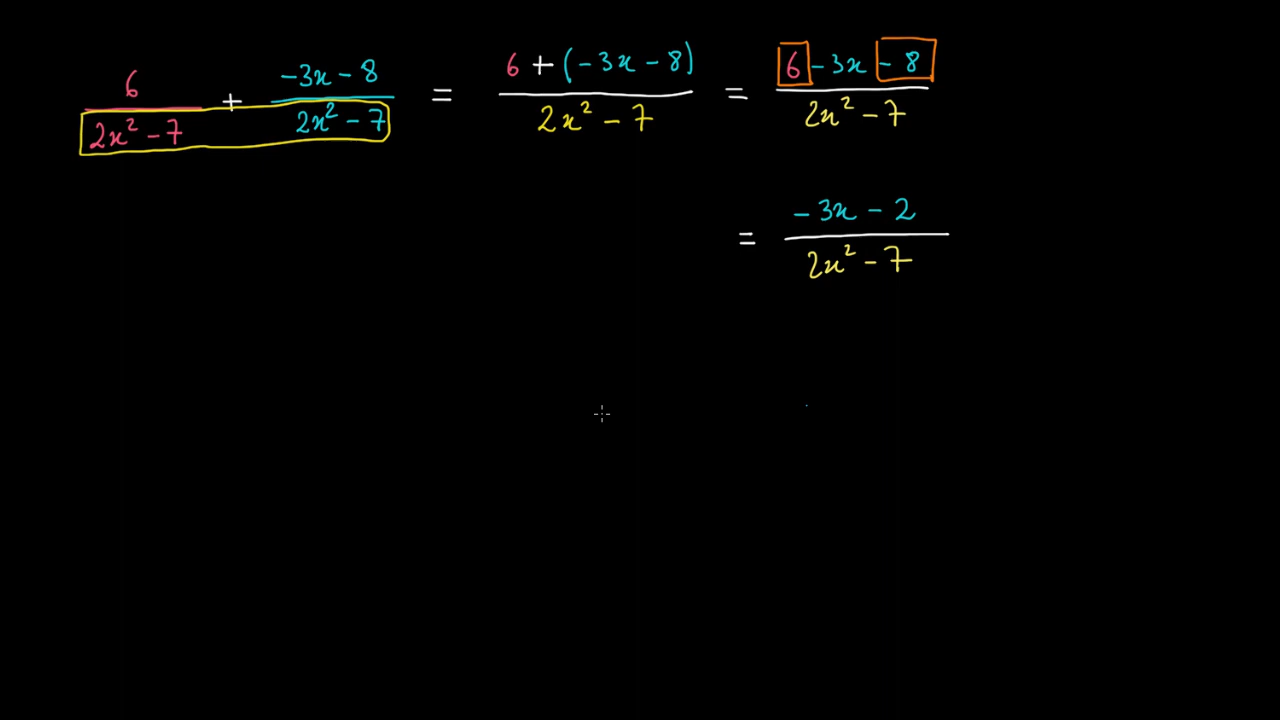 6/(2x² - 7) + (-3x - 8)/(2x² - 7) = (6 + (-3x - 8))/(2x² - 7) = (6 - 3x - 8)/(2x² - 7)
= (-3x - 2)/(2x² - 7)